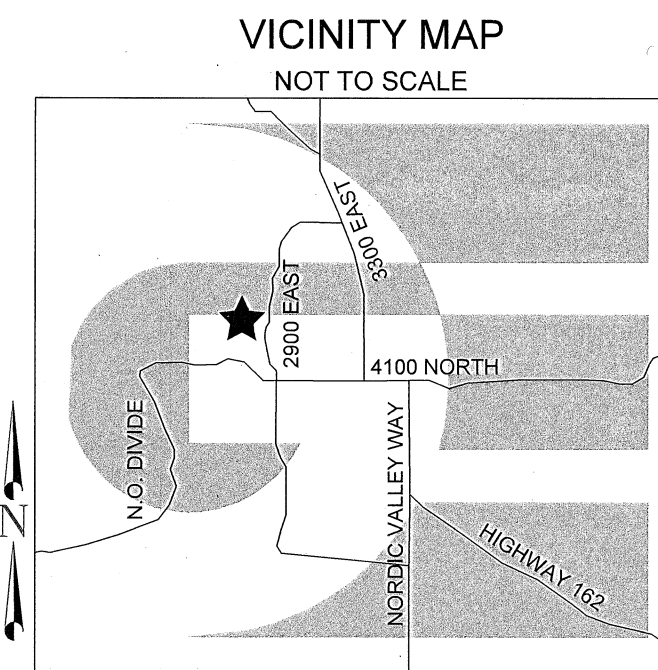 VICINITY MAP
NOT TO SCALE
3300 EAST
2900 EAST
4100 NORTH
N.O. DIVIDE
NORDIC VALLEY WAY
HIGHWAY 162
N